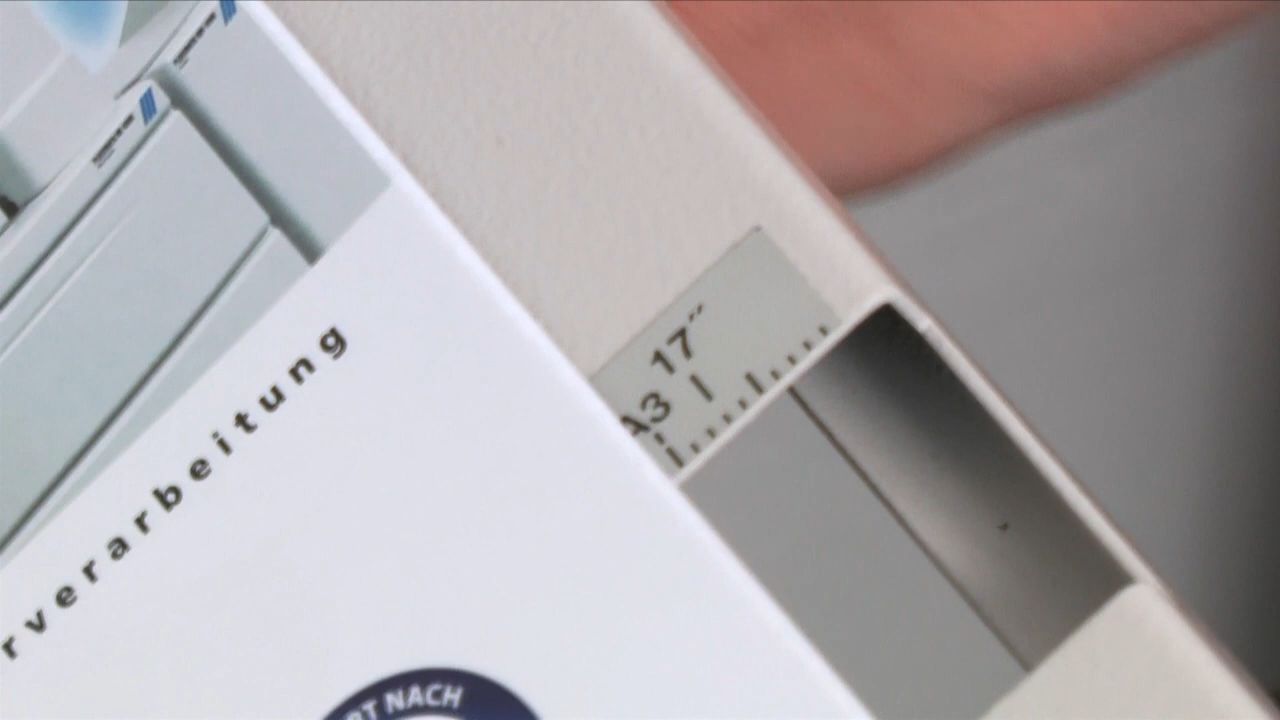 rverarbeitung
17″
A3
RT NACH